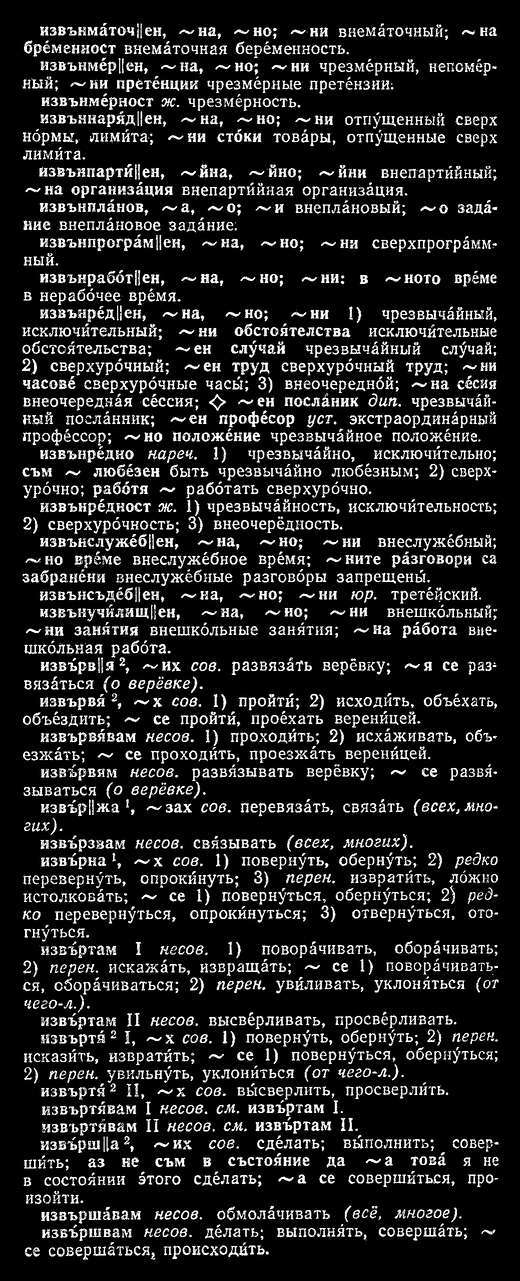 извънма́точ||ен, ~на, ~но; ~ни внема́точный; ~на
бре́менност внема́точная бере́менность.
извънме́р||ен, ~на, ~но; ~ни чрезме́рный, непоме́р-
ный; ~ни прете́нции чрезме́рные прете́нзии.
извънме́рност ж. чрезме́рность.
извъннаря́д||ен, ~на, ~но; ~ни отпу́щенный сверх
но́рмы, лими́та; ~ни сто́ки това́ры, отпу́щенные сверх
лими́та.
извънпарти́||ен, ~йна, ~йно; ~йни внепарти́йный;
~на организа́ция внепарти́йная организа́ция.
извънпла́нов, ~а, ~о; ~и внепла́новый; ~о зада́-
ние внепла́новое зада́ние.
извънпрогра́м||ен, ~на, ~но; ~ни сверхпрогра́мм-
ный.
извънрабо́т||ен, ~на, ~но; ~ни: в ~ното вре́ме
в нерабо́чее вре́мя.
извънре́д||ен, ~на, ~но; ~ни 1) чрезвыча́йный,
исключи́тельный; ~ни обстоя́телства исключи́тельные
обстоя́тельства; ~ен слу́чай чрезвыча́йный слу́чай;
2) сверхуро́чный; ~ен труд сверхуро́чный труд; ~ни
часове́ сверхуро́чные часы́; 3) внеочередно́й; ~на се́сия
внеочередна́я се́ссия; ◇ ~ен посла́ник дип. чрезвыча́й-
ный посла́нник; ~ен профе́сор уст. экстраордина́рный
профе́ссор; ~но положе́ние чрезвыча́йное положе́ние.
извънре́дно нареч. 1) чрезвыча́йно, исключи́тельно;
съм ~ любе́зен быть чрезвыча́йно любе́зным; 2) сверх-
уро́чно; рабо́тя ~ рабо́тать сверхуро́чно.
извънре́дност ж. 1) чрезвыча́йность, исключи́тельность;
2) сверхуро́чность; 3) внеочерёдность.
извънслуже́б||ен, ~на, ~но; ~ни внеслуже́бный;
~но вре́ме внеслуже́бное вре́мя; ~ните ра́зговори са
забране́ни внеслуже́бные разгово́ры запрещены́.
извънсъде́б||ен, ~на, ~но; ~ни юр. трете́йский.
извънучи́лищ||ен, ~на, ~но; ~ни внешко́льный;
~ни заня́тия внешко́льные заня́тия; ~на ра́бота вне-
шко́льная рабо́та.
извърв||я́ ², ~их сов. развяза́ть верёвку; ~я се раз-
вяза́ться (о верёвке).
извървя́ ², ~х сов. 1) пройти́; 2) исходи́ть, объе́хать,
объе́здить; ~ се пройти́, прое́хать верени́цей.
извървя́вам несов. 1) проходи́ть; 2) исха́живать, объ-
езжа́ть; ~ се проходи́ть, проезжа́ть верени́цей.
извъ́рвям несов. развя́зывать верёвку; ~ се развя́-
зываться (о верёвке).
извъ́р||жа ¹, ~зах сов. перевяза́ть, связа́ть (всех, мно-
гих).
извъ́рзвам несов. свя́зывать (всех, многих).
извъ́рна ¹, ~х сов. 1) поверну́ть, оберну́ть; 2) редко
переверну́ть, опроки́нуть; 3) перен. изврати́ть, ло́жно
истолкова́ть; ~ се 1) поверну́ться, оберну́ться; 2) ред-
ко переверну́ться, опроки́нуться; 3) отверну́ться, ото-
гну́ться.
извъ́ртам I несов. 1) повора́чивать, обора́чивать;
2) перен. искажа́ть, извраща́ть; ~ се 1) повора́чивать-
ся, обора́чиваться; 2) перен. уви́ливать, уклоня́ться (от
чего-л.).
извъ́ртам II несов. высве́рливать, просве́рливать.
извъртя́ ² I, ~х сов. 1) поверну́ть, оберну́ть; 2) перен.
искази́ть, изврати́ть; ~ се 1) поверну́ться, оберну́ться;
2) перен. увильну́ть, уклони́ться (от чего-л.).
извъртя́ ² II, ~х сов. вы́сверлить, просверли́ть.
извъртя́вам I несов. см. извъ́ртам I.
извъртя́вам II несов. см. извъ́ртам II.
извъ́рш||а ², ~их сов. сде́лать; вы́полнить; совер-
ши́ть; аз не съм в състоя́ние да ~а това́ я не
в состоя́нии э́того сде́лать; ~а се соверши́ться, про-
изойти́.
извърша́вам несов. обмола́чивать (всё, многое).
извъ́ршвам несов. де́лать; выполня́ть, соверша́ть; ~
се соверша́ться, происходи́ть.